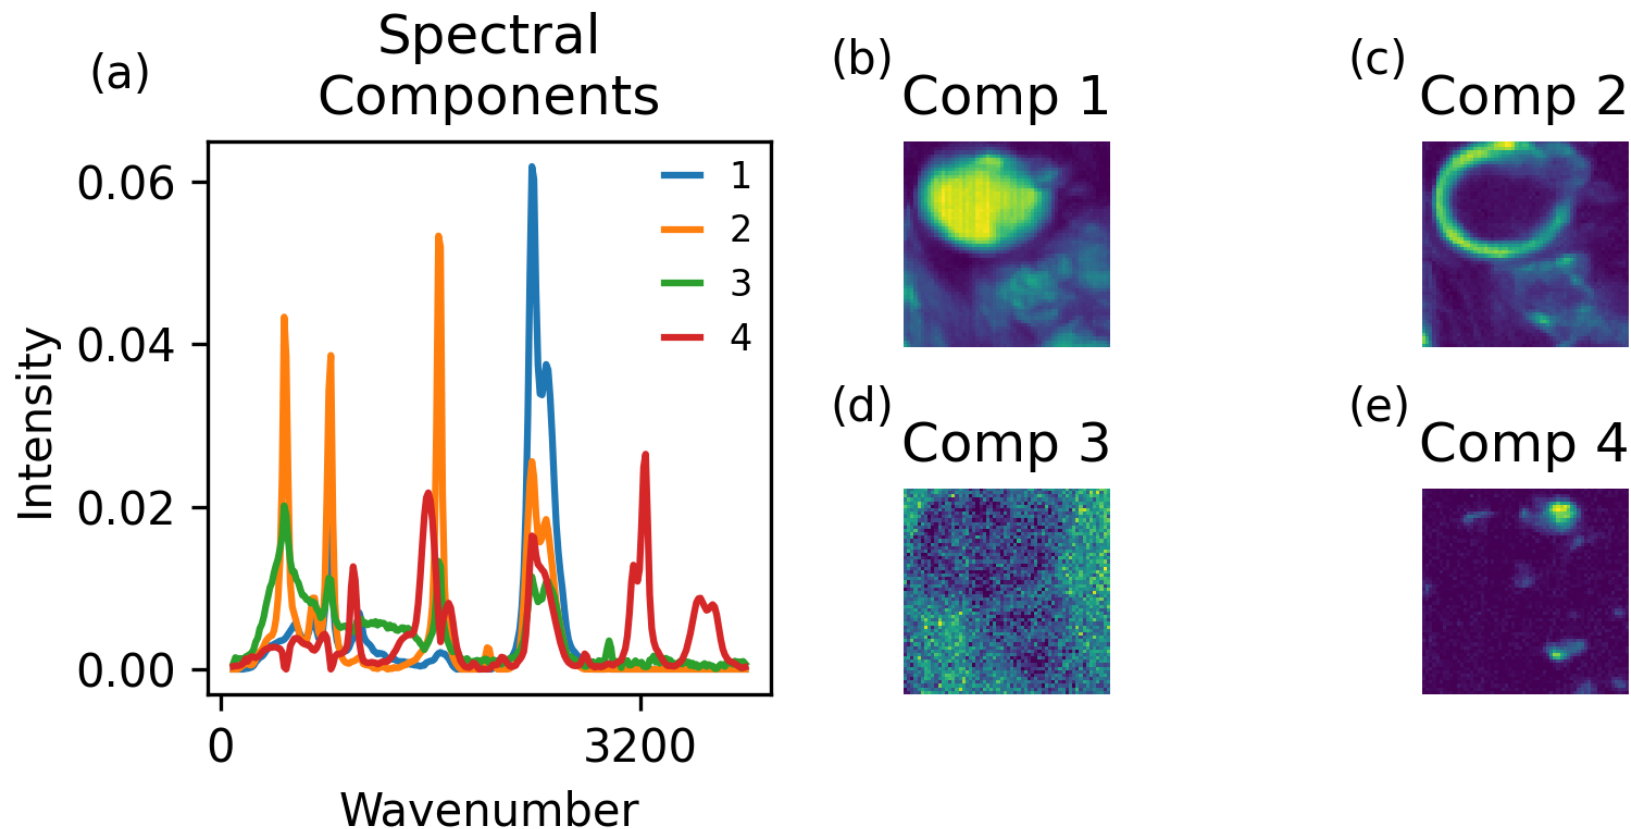 (a)
Spectral
Components
0.06
0.04
0.02
0.00
Intensity
0
3200
Wavenumber
1
2
3
4
(b)
Comp 1
(c)
Comp 2
(d)
Comp 3
(e)
Comp 4